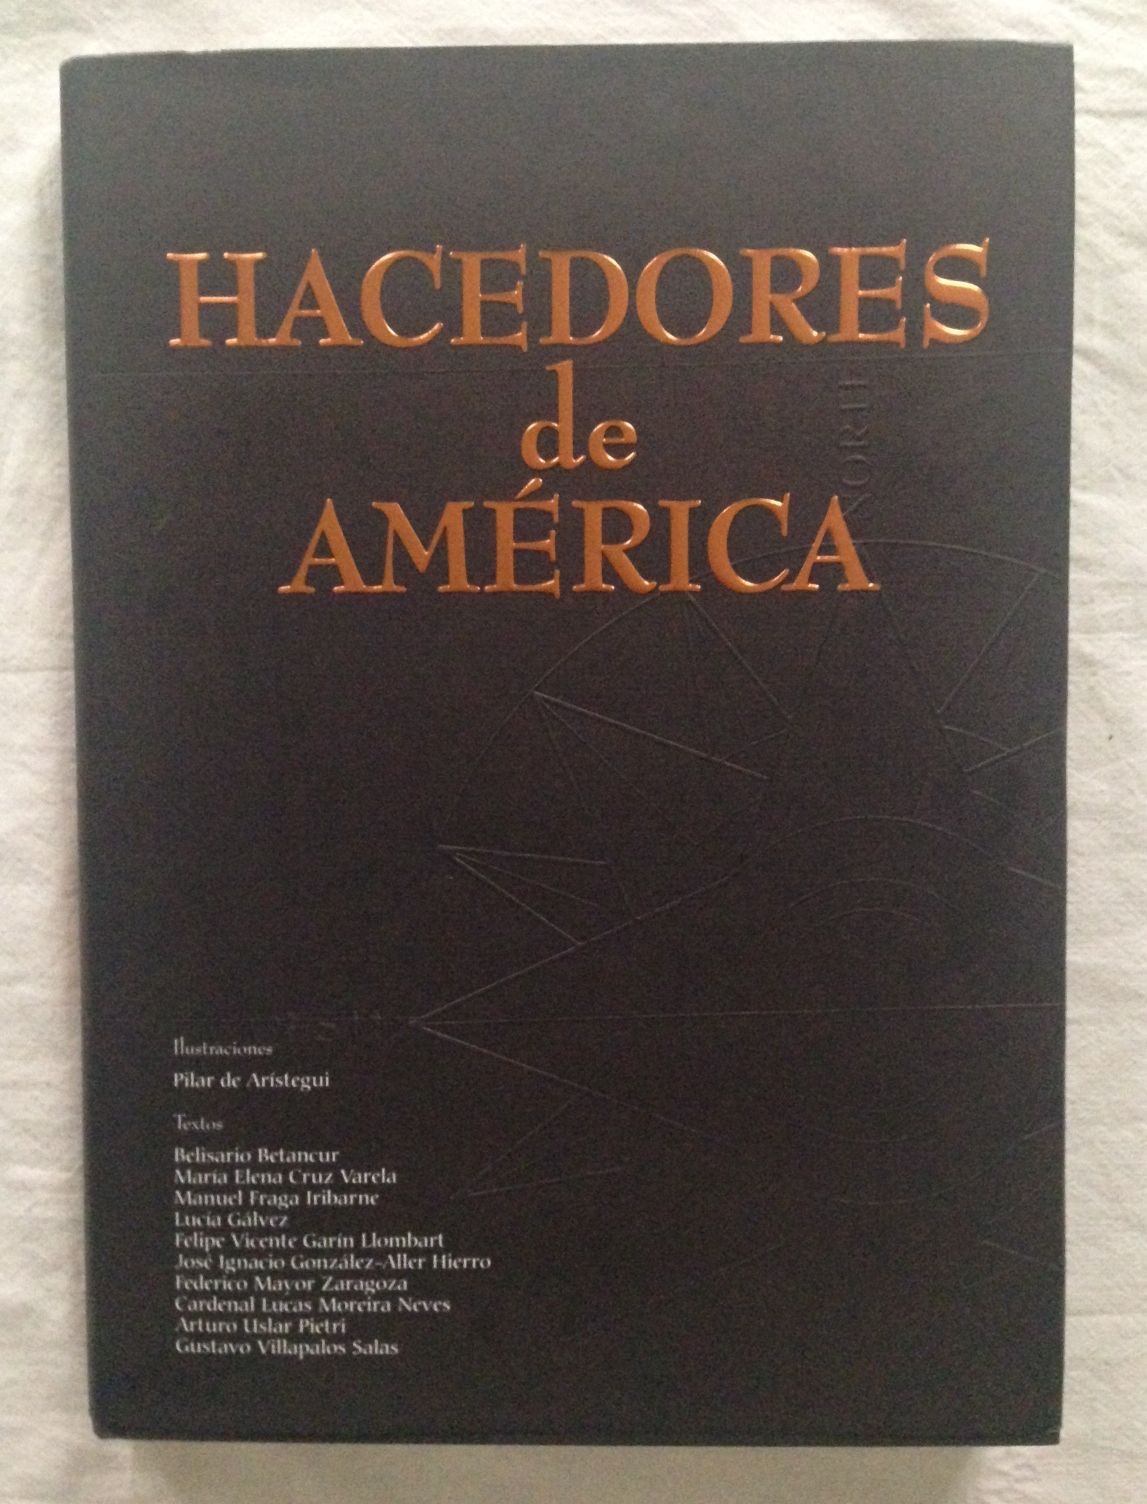 HACEDORES
de
AMÉRICA
NORTE
Ilustraciones
Pilar de Arístegui
Textos
Belisario Betancur
María Elena Cruz Varela
Manuel Fraga Iribarne
Lucía Gálvez
Felipe Vicente Garín Llombart
José Ignacio González-Aller Hierro
Federico Mayor Zaragoza
Cardenal Lucas Moreira Neves
Arturo Uslar Pietri
Gustavo Villapalos Salas